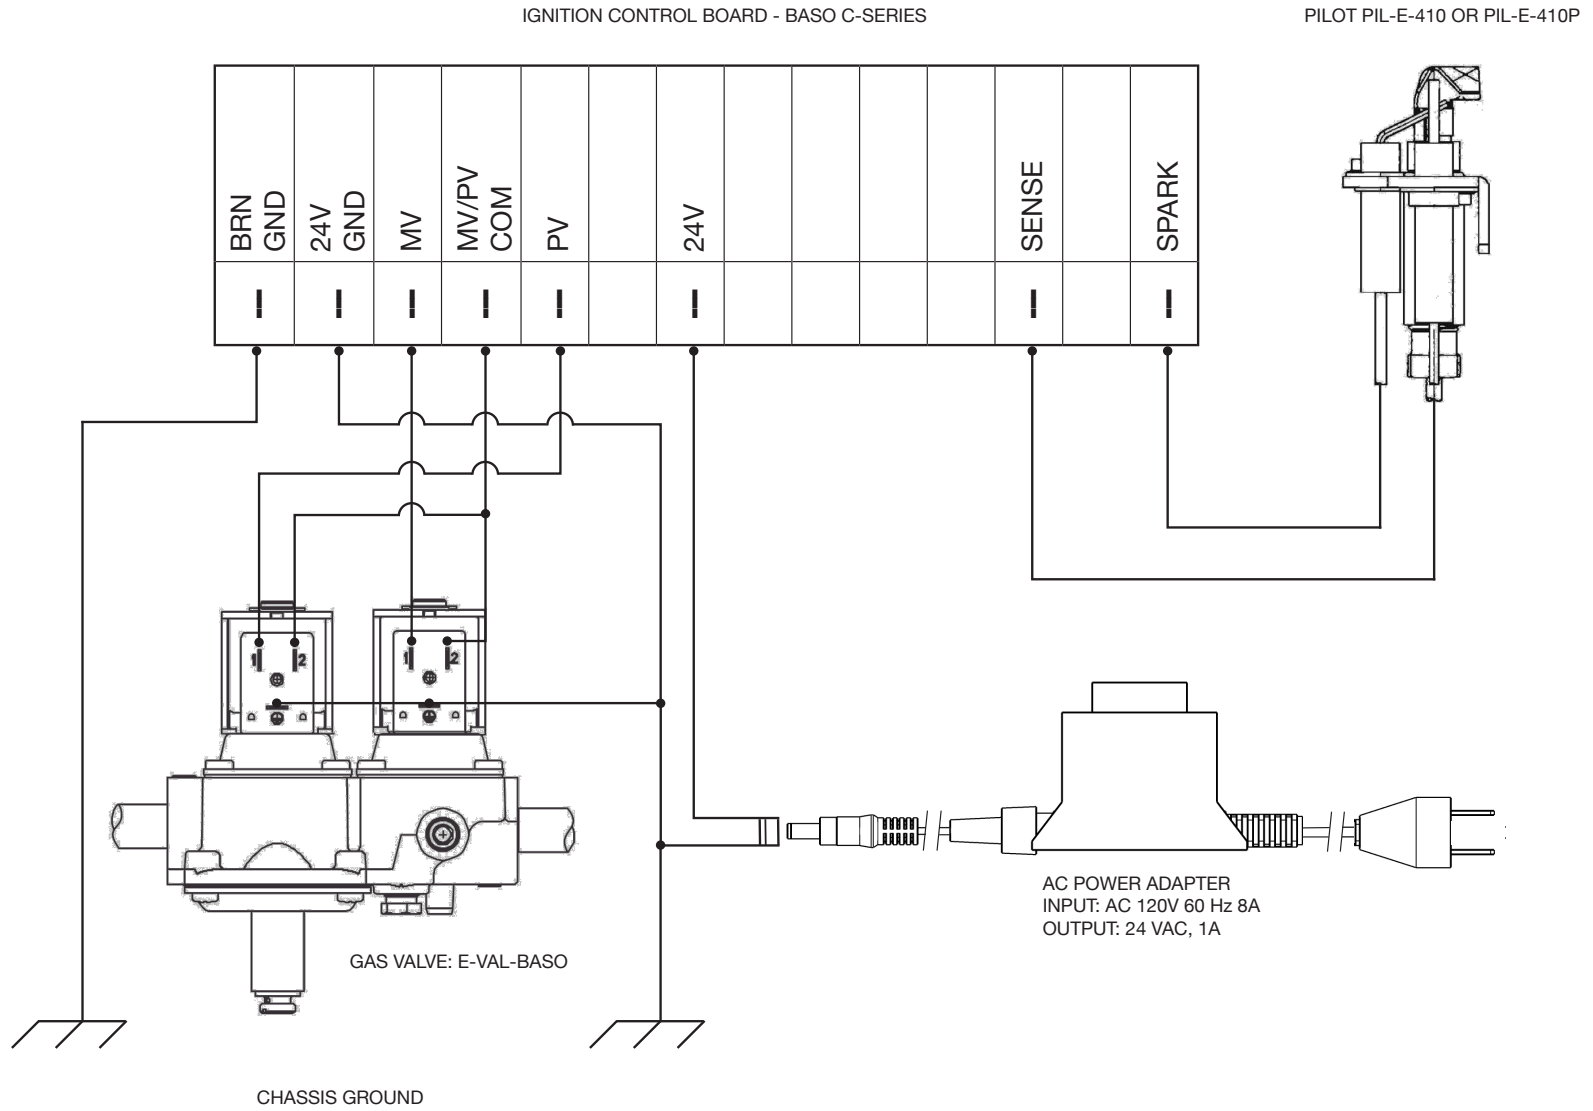 IGNITION CONTROL BOARD - BASO C-SERIES
PILOT PIL-E-410 OR PIL-E-410P
BRN
GND
24V
GND
MV
MV/PV
COM
PV
24V
SENSE
SPARK
1
2
1
2
AC POWER ADAPTER
INPUT: AC 120V 60 Hz 8A
OUTPUT: 24 VAC, 1A
GAS VALVE: E-VAL-BASO
CHASSIS GROUND